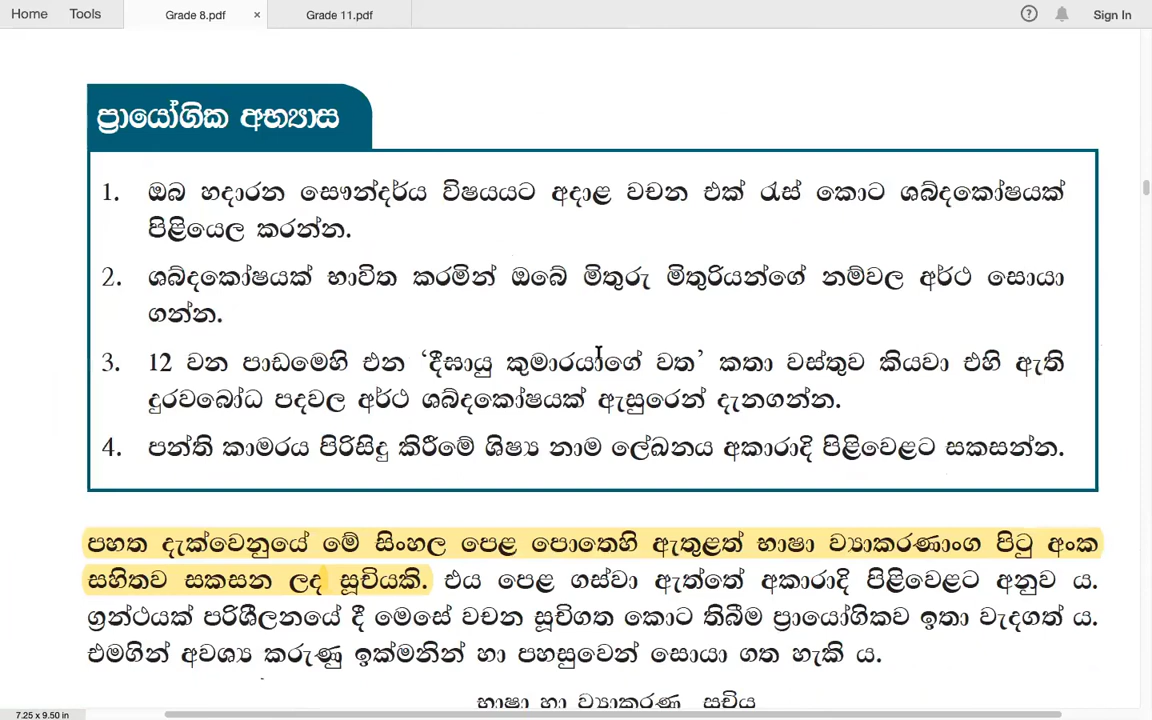 Home Tools Grade 8.pdf × Grade 11.pdf Sign In
ප්‍රායෝගික අභ්‍යාස
1. ඔබ හදාරන සෞන්දර්ය විෂයයට අදාළ වචන එක් රැස් කොට ශබ්දකෝෂයක්
පිළියෙල කරන්න.
2. ශබ්දකෝෂයක් භාවිත කරමින් ඔබේ මිතුරු මිතුරියන්ගේ නම්වල අර්ථ සොයා
ගන්න.
3. 12 වන පාඩමෙහි එන ‘දීඝායු කුමාරයාගේ වත’ කතා වස්තුව කියවා එහි ඇති
දුරවබෝධ පදවල අර්ථ ශබ්දකෝෂයක් ඇසුරෙන් දැනගන්න.
4. පන්ති කාමරය පිරිසිදු කිරීමේ ශිෂ්‍ය නාම ලේඛනය අකාරාදි පිළිවෙළට සකසන්න.
පහත දැක්වෙනුයේ මේ සිංහල පෙළ පොතෙහි ඇතුළත් භාෂා ව්‍යාකරණාංග පිටු අංක
සහිතව සකසන ලද සූචියකි. එය පෙළ ගස්වා ඇත්තේ අකාරාදි පිළිවෙළට අනුව ය.
ග්‍රන්ථයක් පරිශීලනයේ දී මෙසේ වචන සූචිගත කොට තිබීම ප්‍රායෝගිකව ඉතා වැදගත් ය.
එමගින් අවශ්‍ය කරුණු ඉක්මනින් හා පහසුවෙන් සොයා ගත හැකි ය.
භාෂා හා ව්‍යාකරණ සූචිය
7.25 x 9.50 in